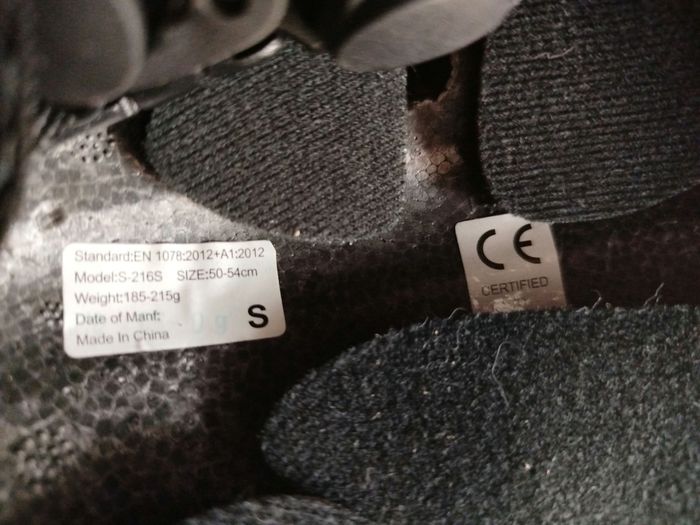 Standard:EN 1078:2012+A1:2012
Model:S-216S SIZE:50-54cm
Weight:185-215g
Date of Manf:
Made In China
S
CE
CERTIFIED